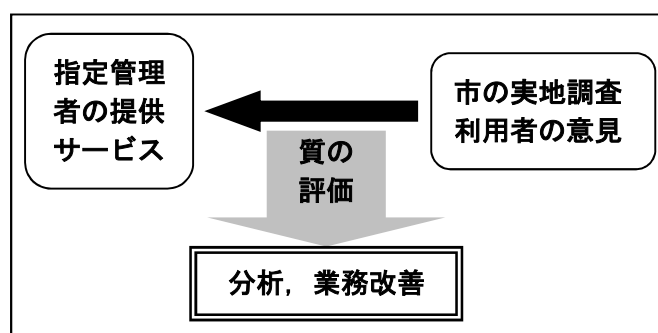 指定管理
者の提供
サービス
市の実地調査
利用者の意見
質の
評価
分析，業務改善